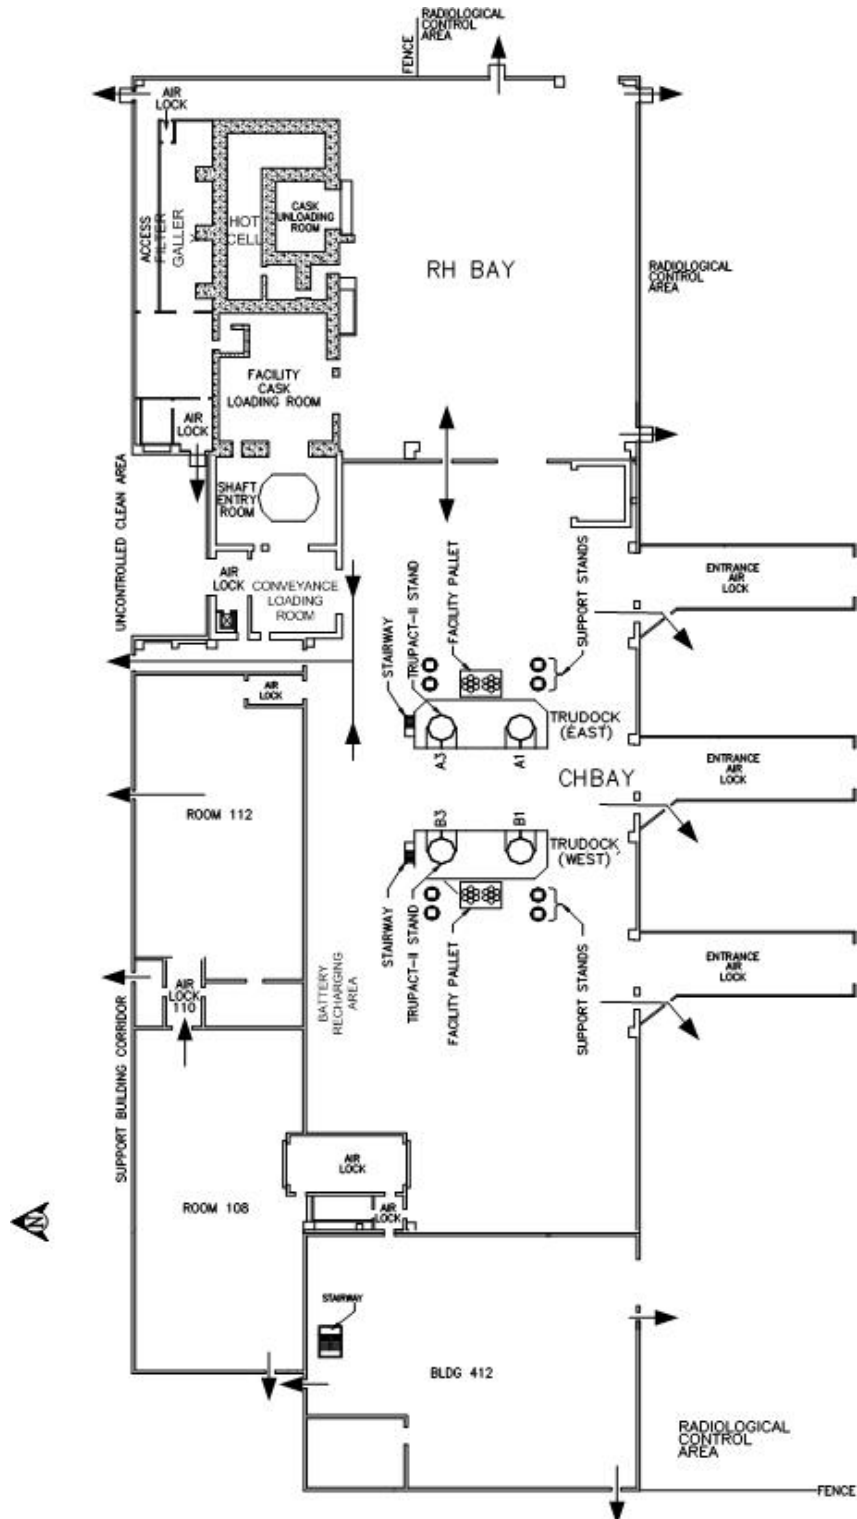 RADIOLOGICAL
CONTROL
AREA
FENCE
AIR
LOCK
ACCESS
FILTER
GALLER
Y
HOT
CELL
CASK
UNLOADING
ROOM
RH BAY
RADIOLOGICAL
CONTROL
AREA
FACILITY
CASK
LOADING ROOM
AIR
LOCK
UNCONTROLLED CLEAN AREA
SHAFT
ENTRY
ROOM
AIR
LOCK
CONVEYANCE
LOADING
ROOM
STAIRWAY
TRUPACT-II STAND
FACILITY PALLET
SUPPORT STANDS
ENTRANCE
AIR
LOCK
AIR
LOCK
TRUDOCK
(EAST)
A3
A1
ENTRANCE
AIR
LOCK
CHBAY
ROOM 112
B3
B1
TRUDOCK
(WEST)
STAIRWAY
TRUPACT-II STAND
FACILITY PALLET
SUPPORT STANDS
ENTRANCE
AIR
LOCK
AIR
LOCK
110
BATTERY
RECHARGING
AREA
SUPPORT BUILDING CORRIDOR
AIR
LOCK
ROOM 108
AIR
LOCK
N
STAIRWAY
BLDG 412
RADIOLOGICAL
CONTROL
AREA
FENCE